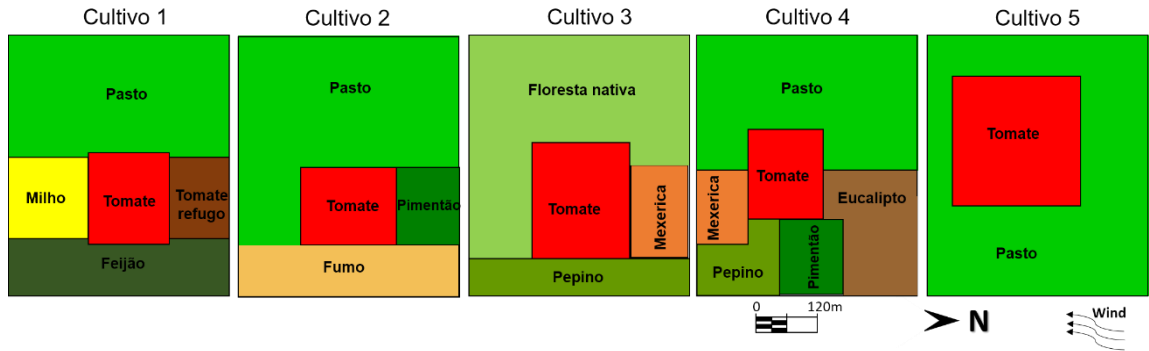 Cultivo 1
Pasto
Milho
Tomate
Tomate
refugo
Feijão
Cultivo 2
Pasto
Tomate
Pimentão
Fumo
Cultivo 3
Floresta nativa
Tomate
Mexerica
Pepino
Cultivo 4
Pasto
Tomate
Mexerica
Eucalipto
Pepino
Pimentão
Cultivo 5
Tomate
Pasto
0 120m
N
Wind